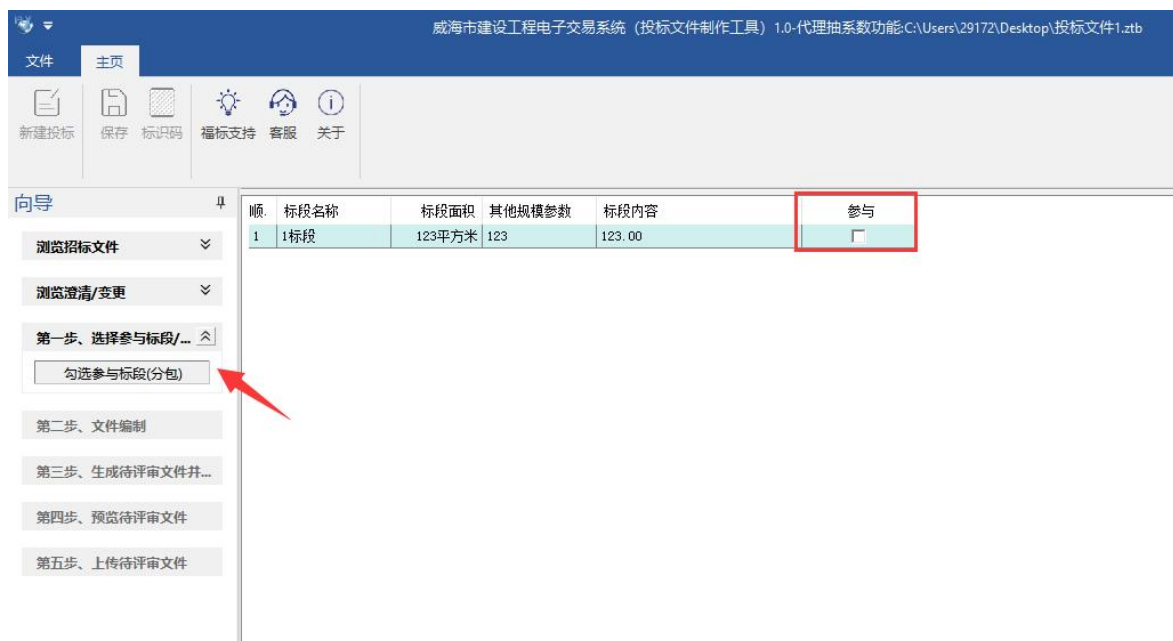 威海市建设工程电子交易系统（投标文件制作工具）1.0-代理抽系数功能:C:\Users\29172\Desktop\投标文件1.ztb
文件 主页
新建投标 保存 标识码 福标支持 客服 关于
向导
顺. 标段名称 标段面积 其他规模参数 标段内容 参与
1 1标段 123平方米 123 123.00
浏览招标文件
浏览澄清/变更
第一步、选择参与标段/...
勾选参与标段(分包)
第二步、文件编制
第三步、生成待评审文件并...
第四步、预览待评审文件
第五步、上传待评审文件